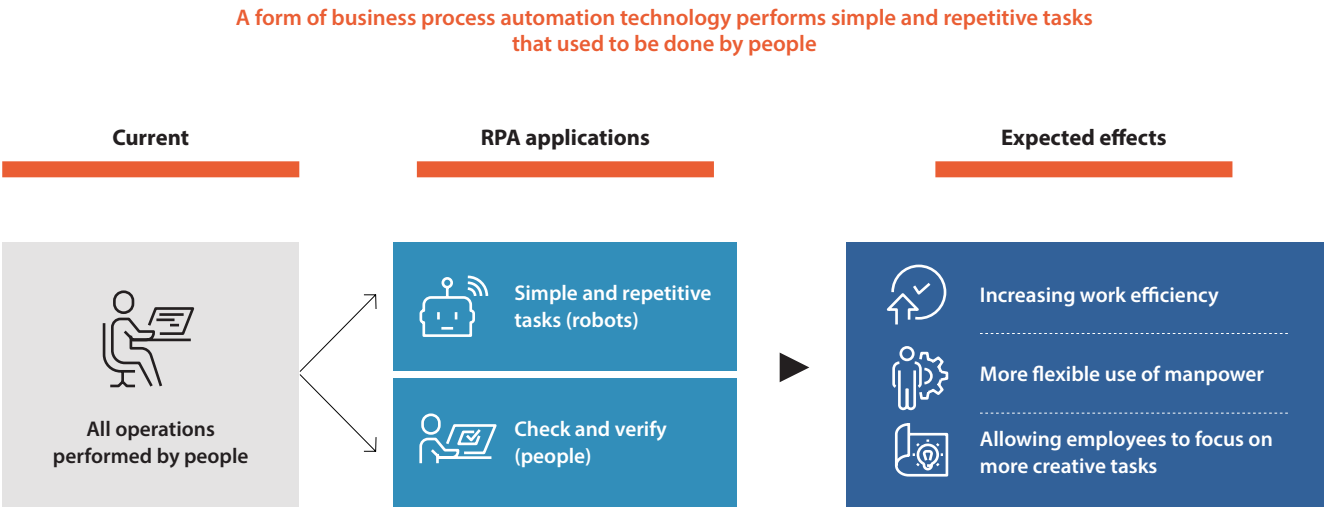 A form of business process automation technology performs simple and repetitive tasks
that used to be done by people
Current
RPA applications
Expected effects
All operations
performed by people
Simple and repetitive
tasks (robots)
Check and verify
(people)
Increasing work efficiency
More flexible use of manpower
Allowing employees to focus on
more creative tasks